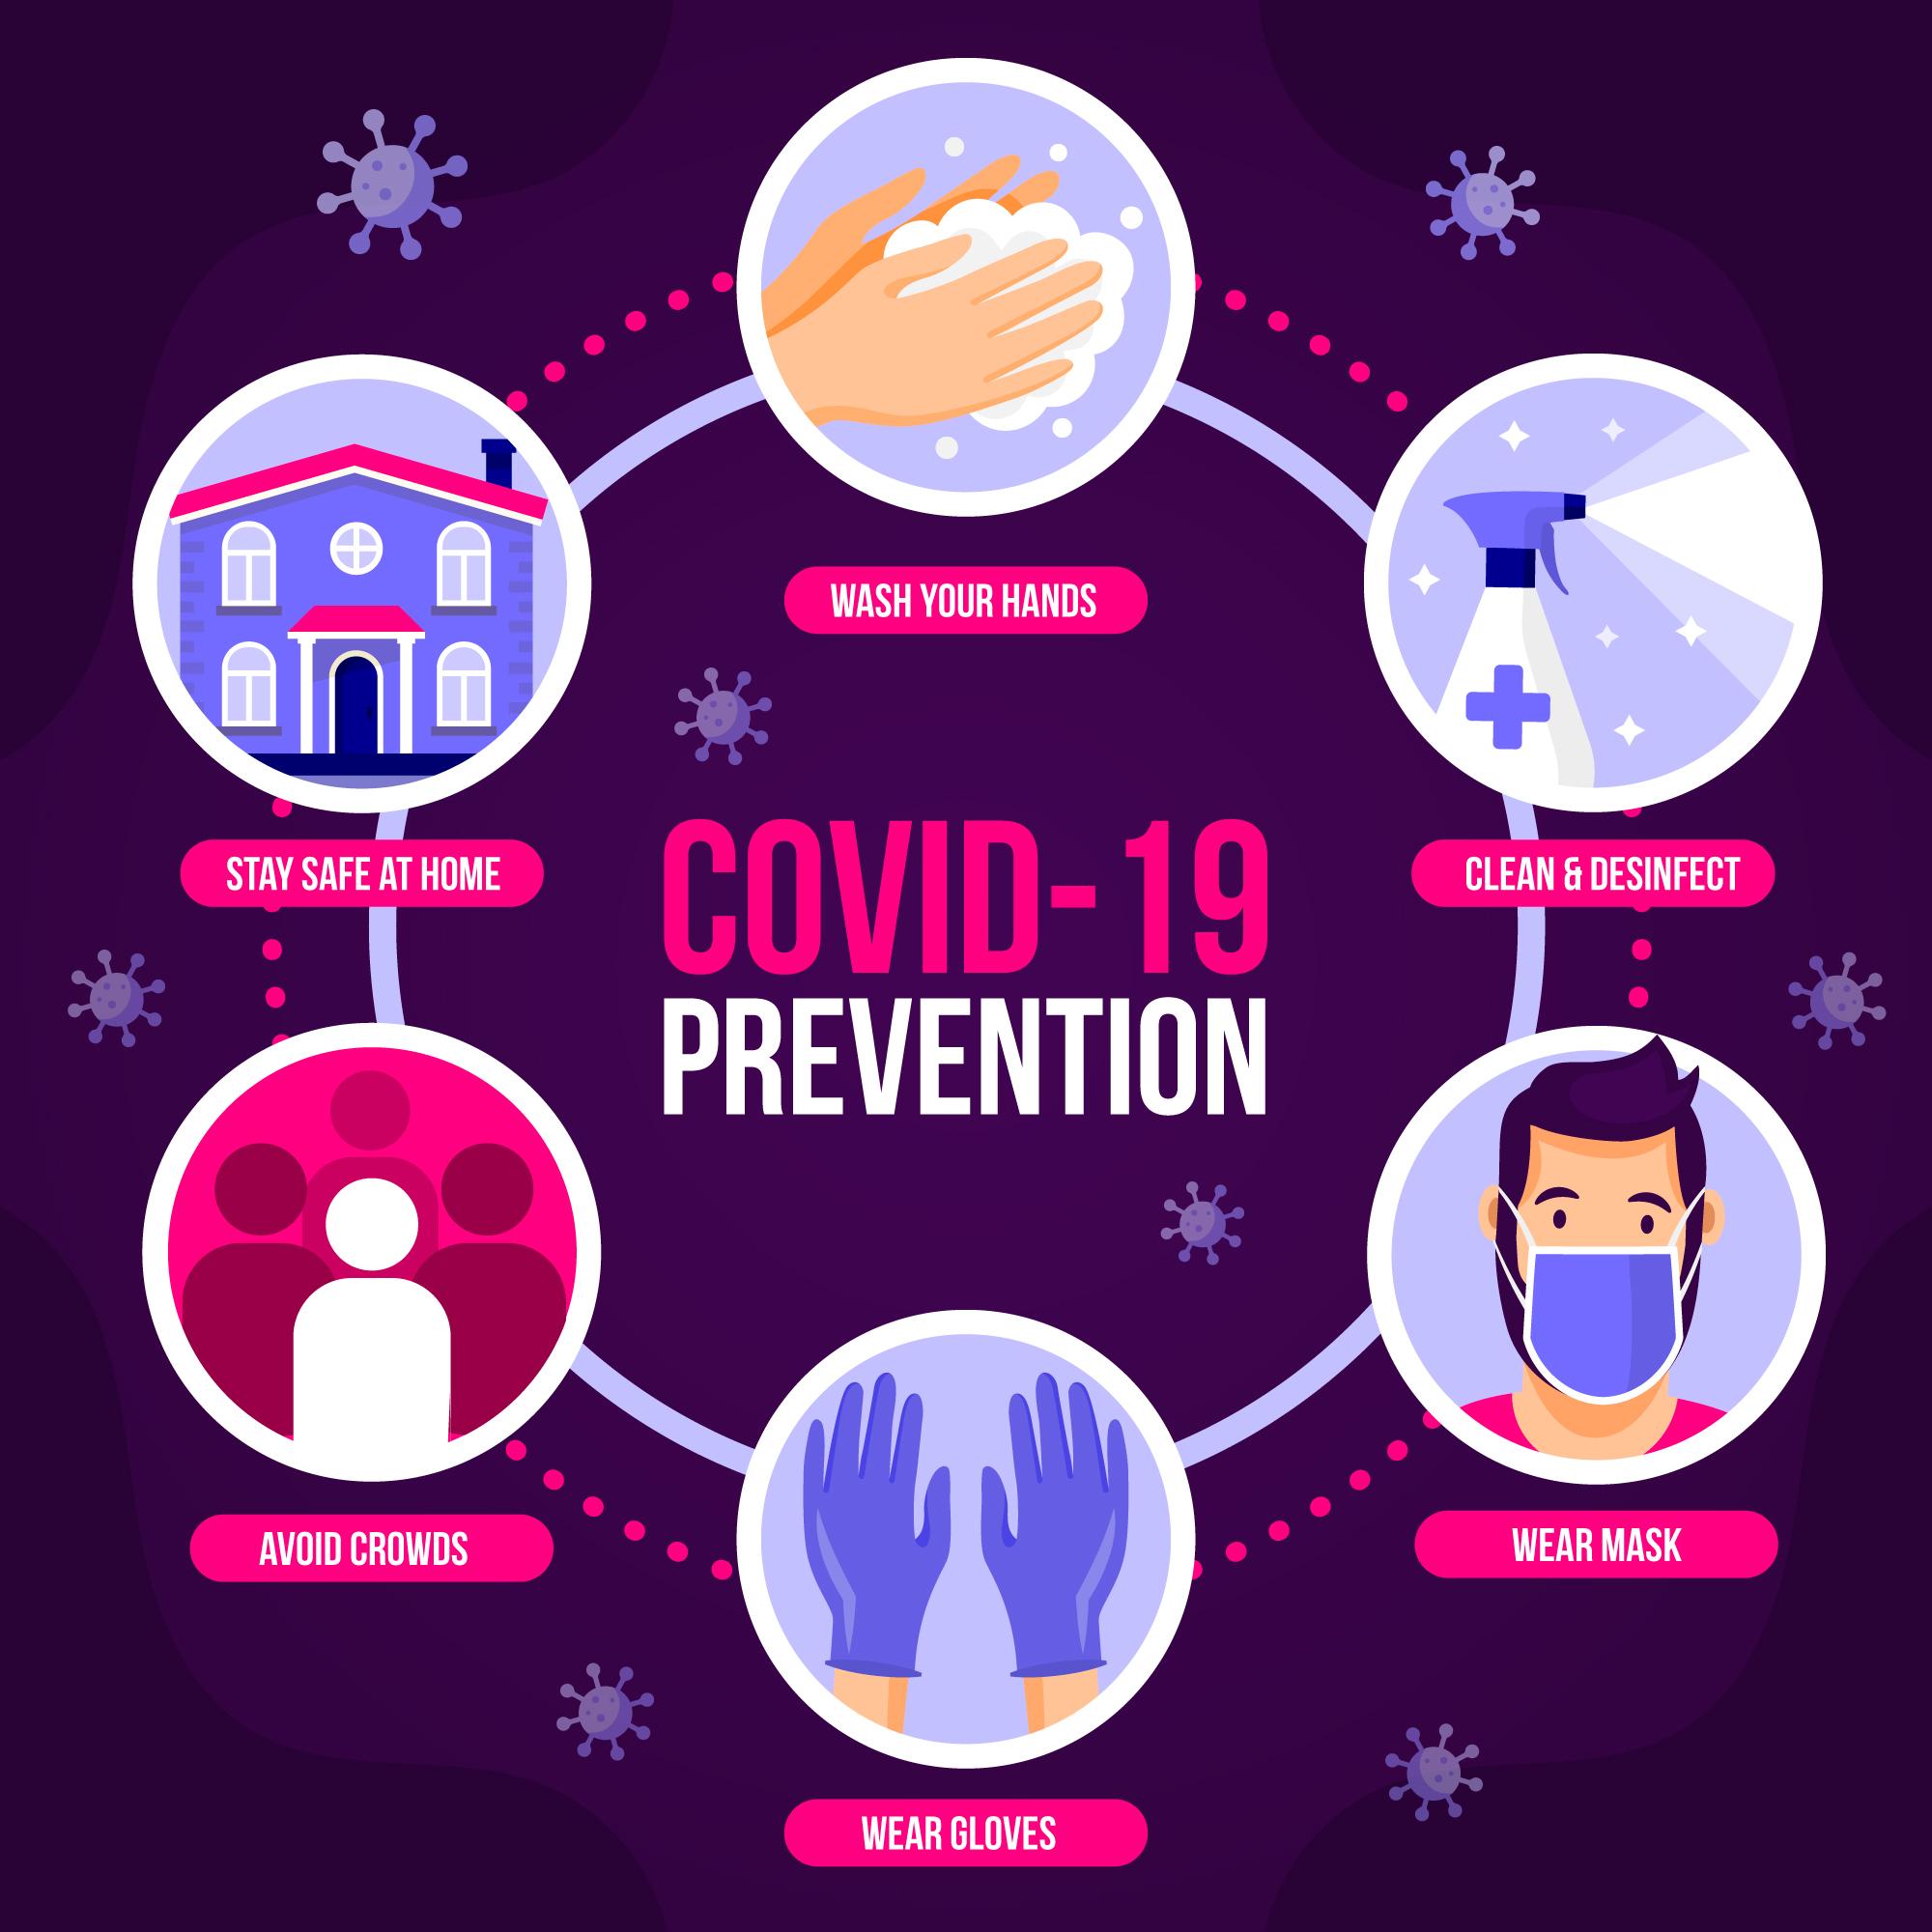 WASH YOUR HANDS
STAY SAFE AT HOME
CLEAN & DESINFECT
COVID-19
PREVENTION
AVOID CROWDS
WEAR MASK
WEAR GLOVES